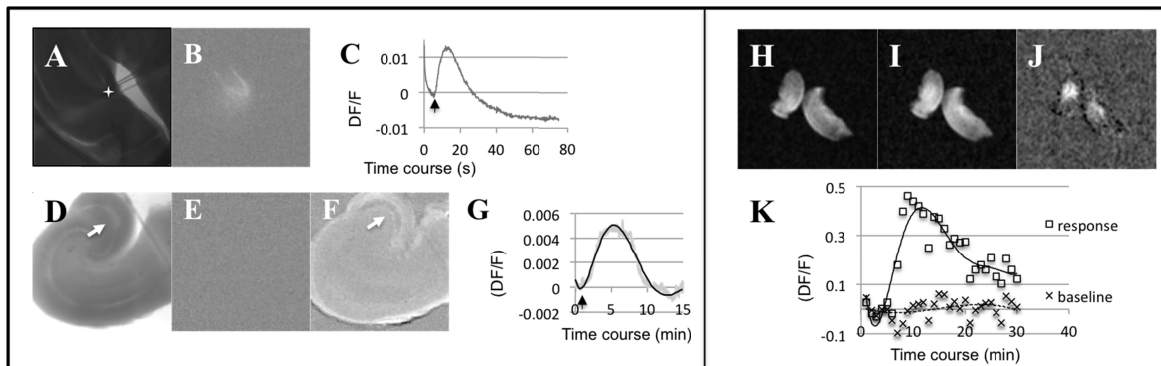 A B C
DF/F
0.01
0
-0.01
0 20 40 60 80
Time course (s)
D E F G
(DF/F)
0.006
0.004
0.002
0
-0.002
0 5 10 15
Time course (min)
H I J
K
(DF/F)
0.5
0.3
0.1
-0.1
0 10 20 30 40
Time course (min)
response
baseline